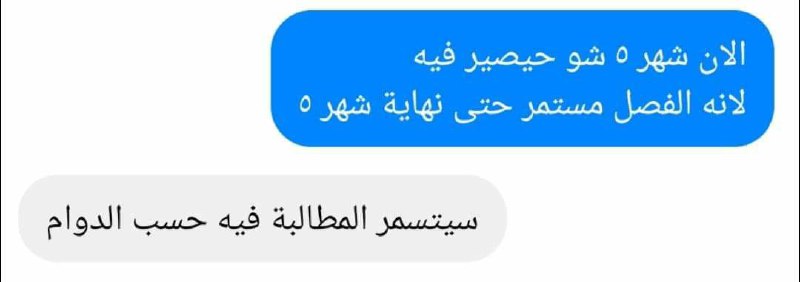 الان شهر ٥ شو حيصير فيه
لانه الفصل مستمر حتى نهاية شهر ٥
سيتسمر المطالبة فيه حسب الدوام